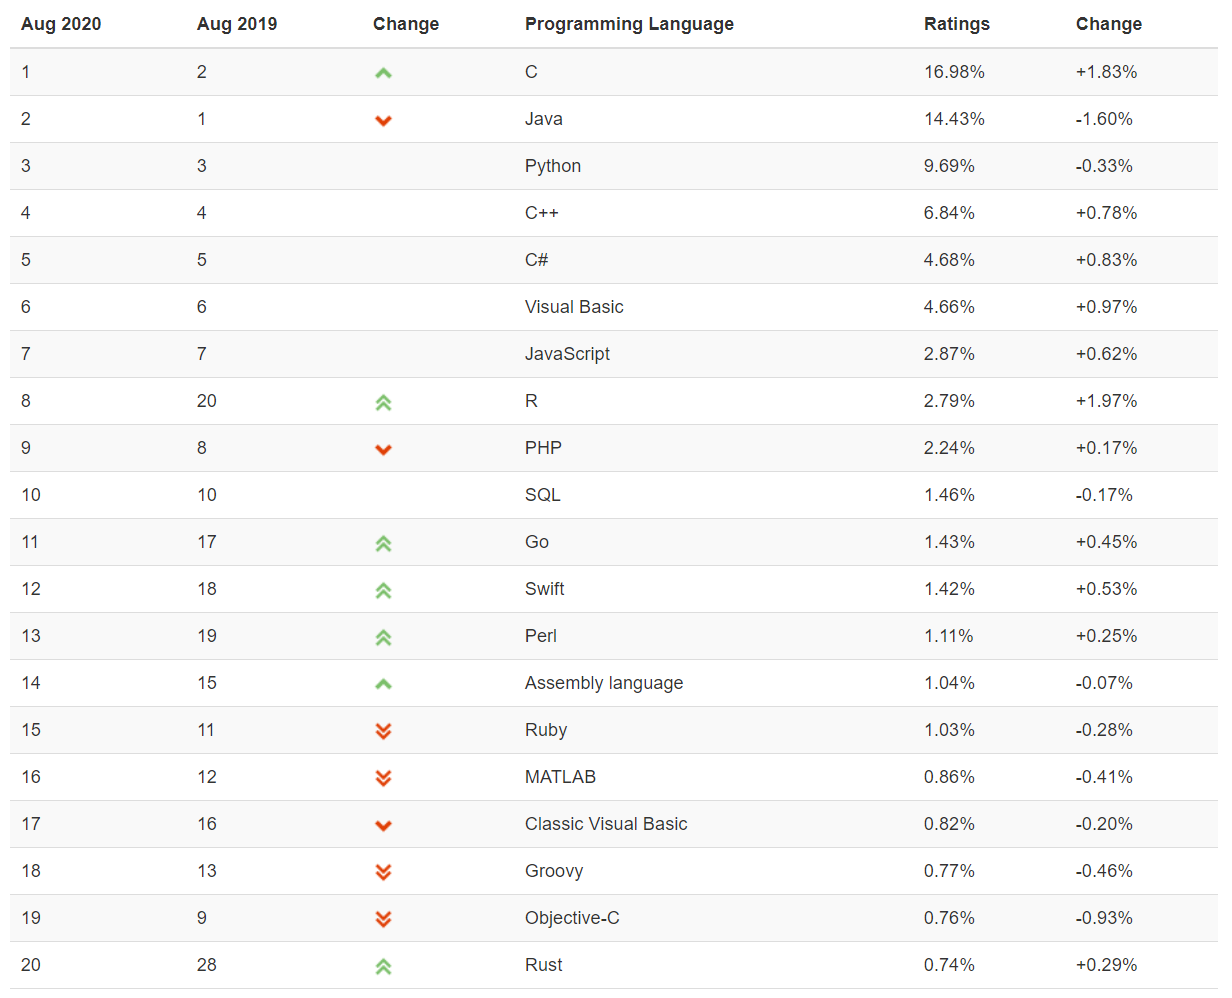 Aug 2020 Aug 2019 Change Programming Language Ratings Change
1 2 C 16.98% +1.83%
2 1 Java 14.43% -1.60%
3 3 Python 9.69% -0.33%
4 4 C++ 6.84% +0.78%
5 5 C# 4.68% +0.83%
6 6 Visual Basic 4.66% +0.97%
7 7 JavaScript 2.87% +0.62%
8 20 R 2.79% +1.97%
9 8 PHP 2.24% +0.17%
10 10 SQL 1.46% -0.17%
11 17 Go 1.43% +0.45%
12 18 Swift 1.42% +0.53%
13 19 Perl 1.11% +0.25%
14 15 Assembly language 1.04% -0.07%
15 11 Ruby 1.03% -0.28%
16 12 MATLAB 0.86% -0.41%
17 16 Classic Visual Basic 0.82% -0.20%
18 13 Groovy 0.77% -0.46%
19 9 Objective-C 0.76% -0.93%
20 28 Rust 0.74% +0.29%